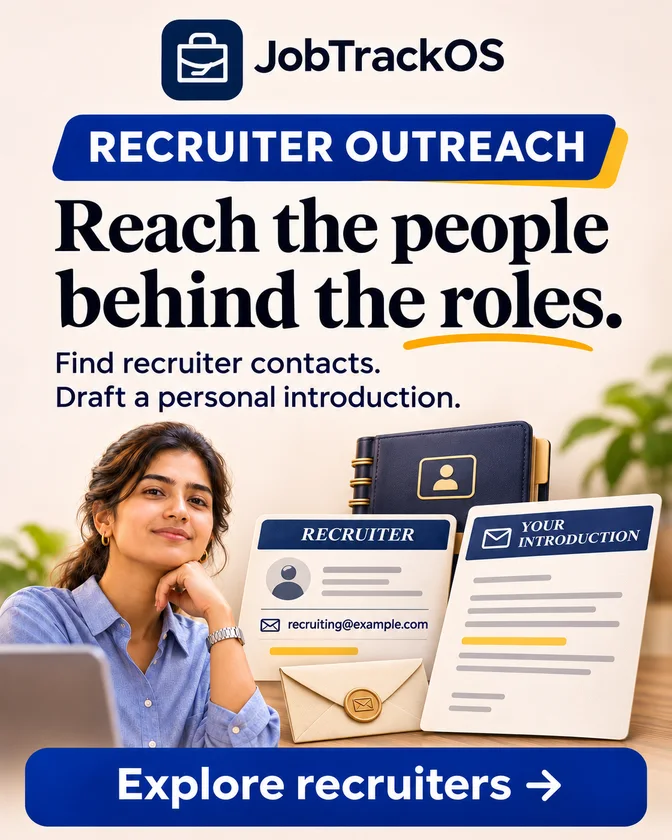 JobTrackOS
RECRUITER OUTREACH
Reach the people
behind the roles.
Find recruiter contacts.
Draft a personal introduction.
RECRUITER
recruiting@example.com
YOUR
INTRODUCTION
Explore recruiters →